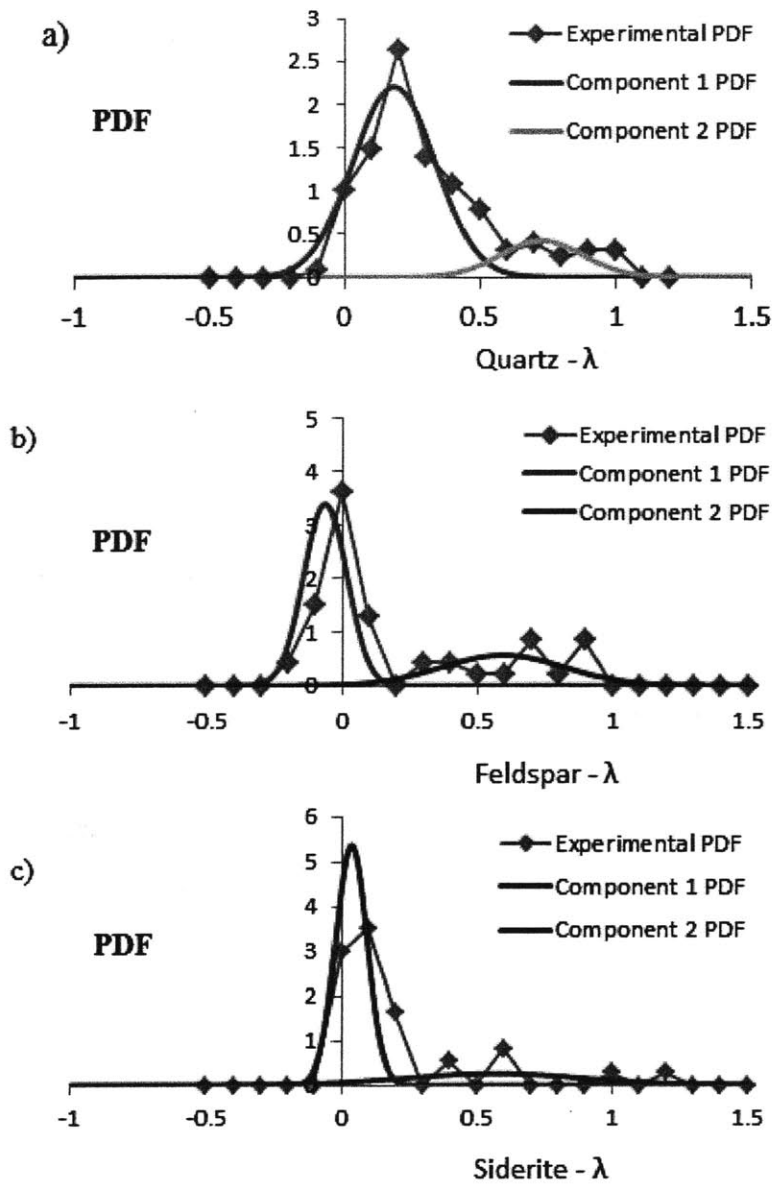 a)
PDF
3
2.5
2
1.5
1
0.5
0
Experimental PDF
Component 1 PDF
Component 2 PDF
-1 -0.5 0 0.5 1 1.5
Quartz - λ
b)
PDF
5
4
3
2
1
0
Experimental PDF
Component 1 PDF
Component 2 PDF
-1 -0.5 0 0.5 1 1.5
Feldspar - λ
c)
PDF
6
5
4
3
2
1
0
Experimental PDF
Component 1 PDF
Component 2 PDF
-1 -0.5 0 0.5 1 1.5
Siderite - λ